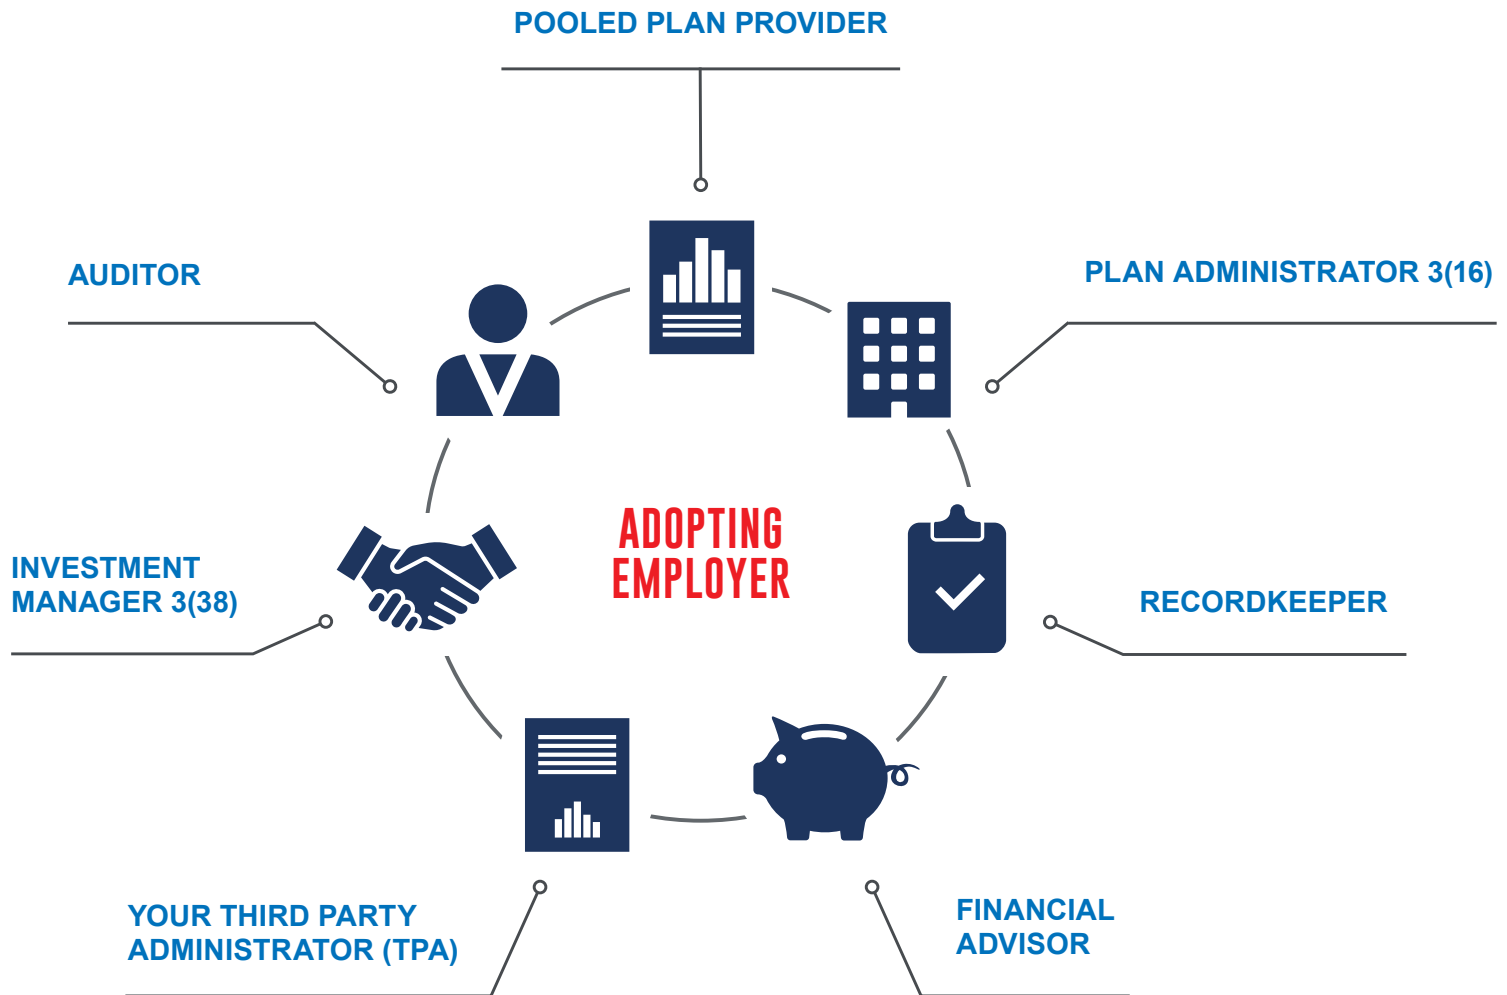 POOLED PLAN PROVIDER
AUDITOR
PLAN ADMINISTRATOR 3(16)
ADOPTING
EMPLOYER
INVESTMENT
MANAGER 3(38)
RECORDKEEPER
YOUR THIRD PARTY
ADMINISTRATOR (TPA)
FINANCIAL
ADVISOR